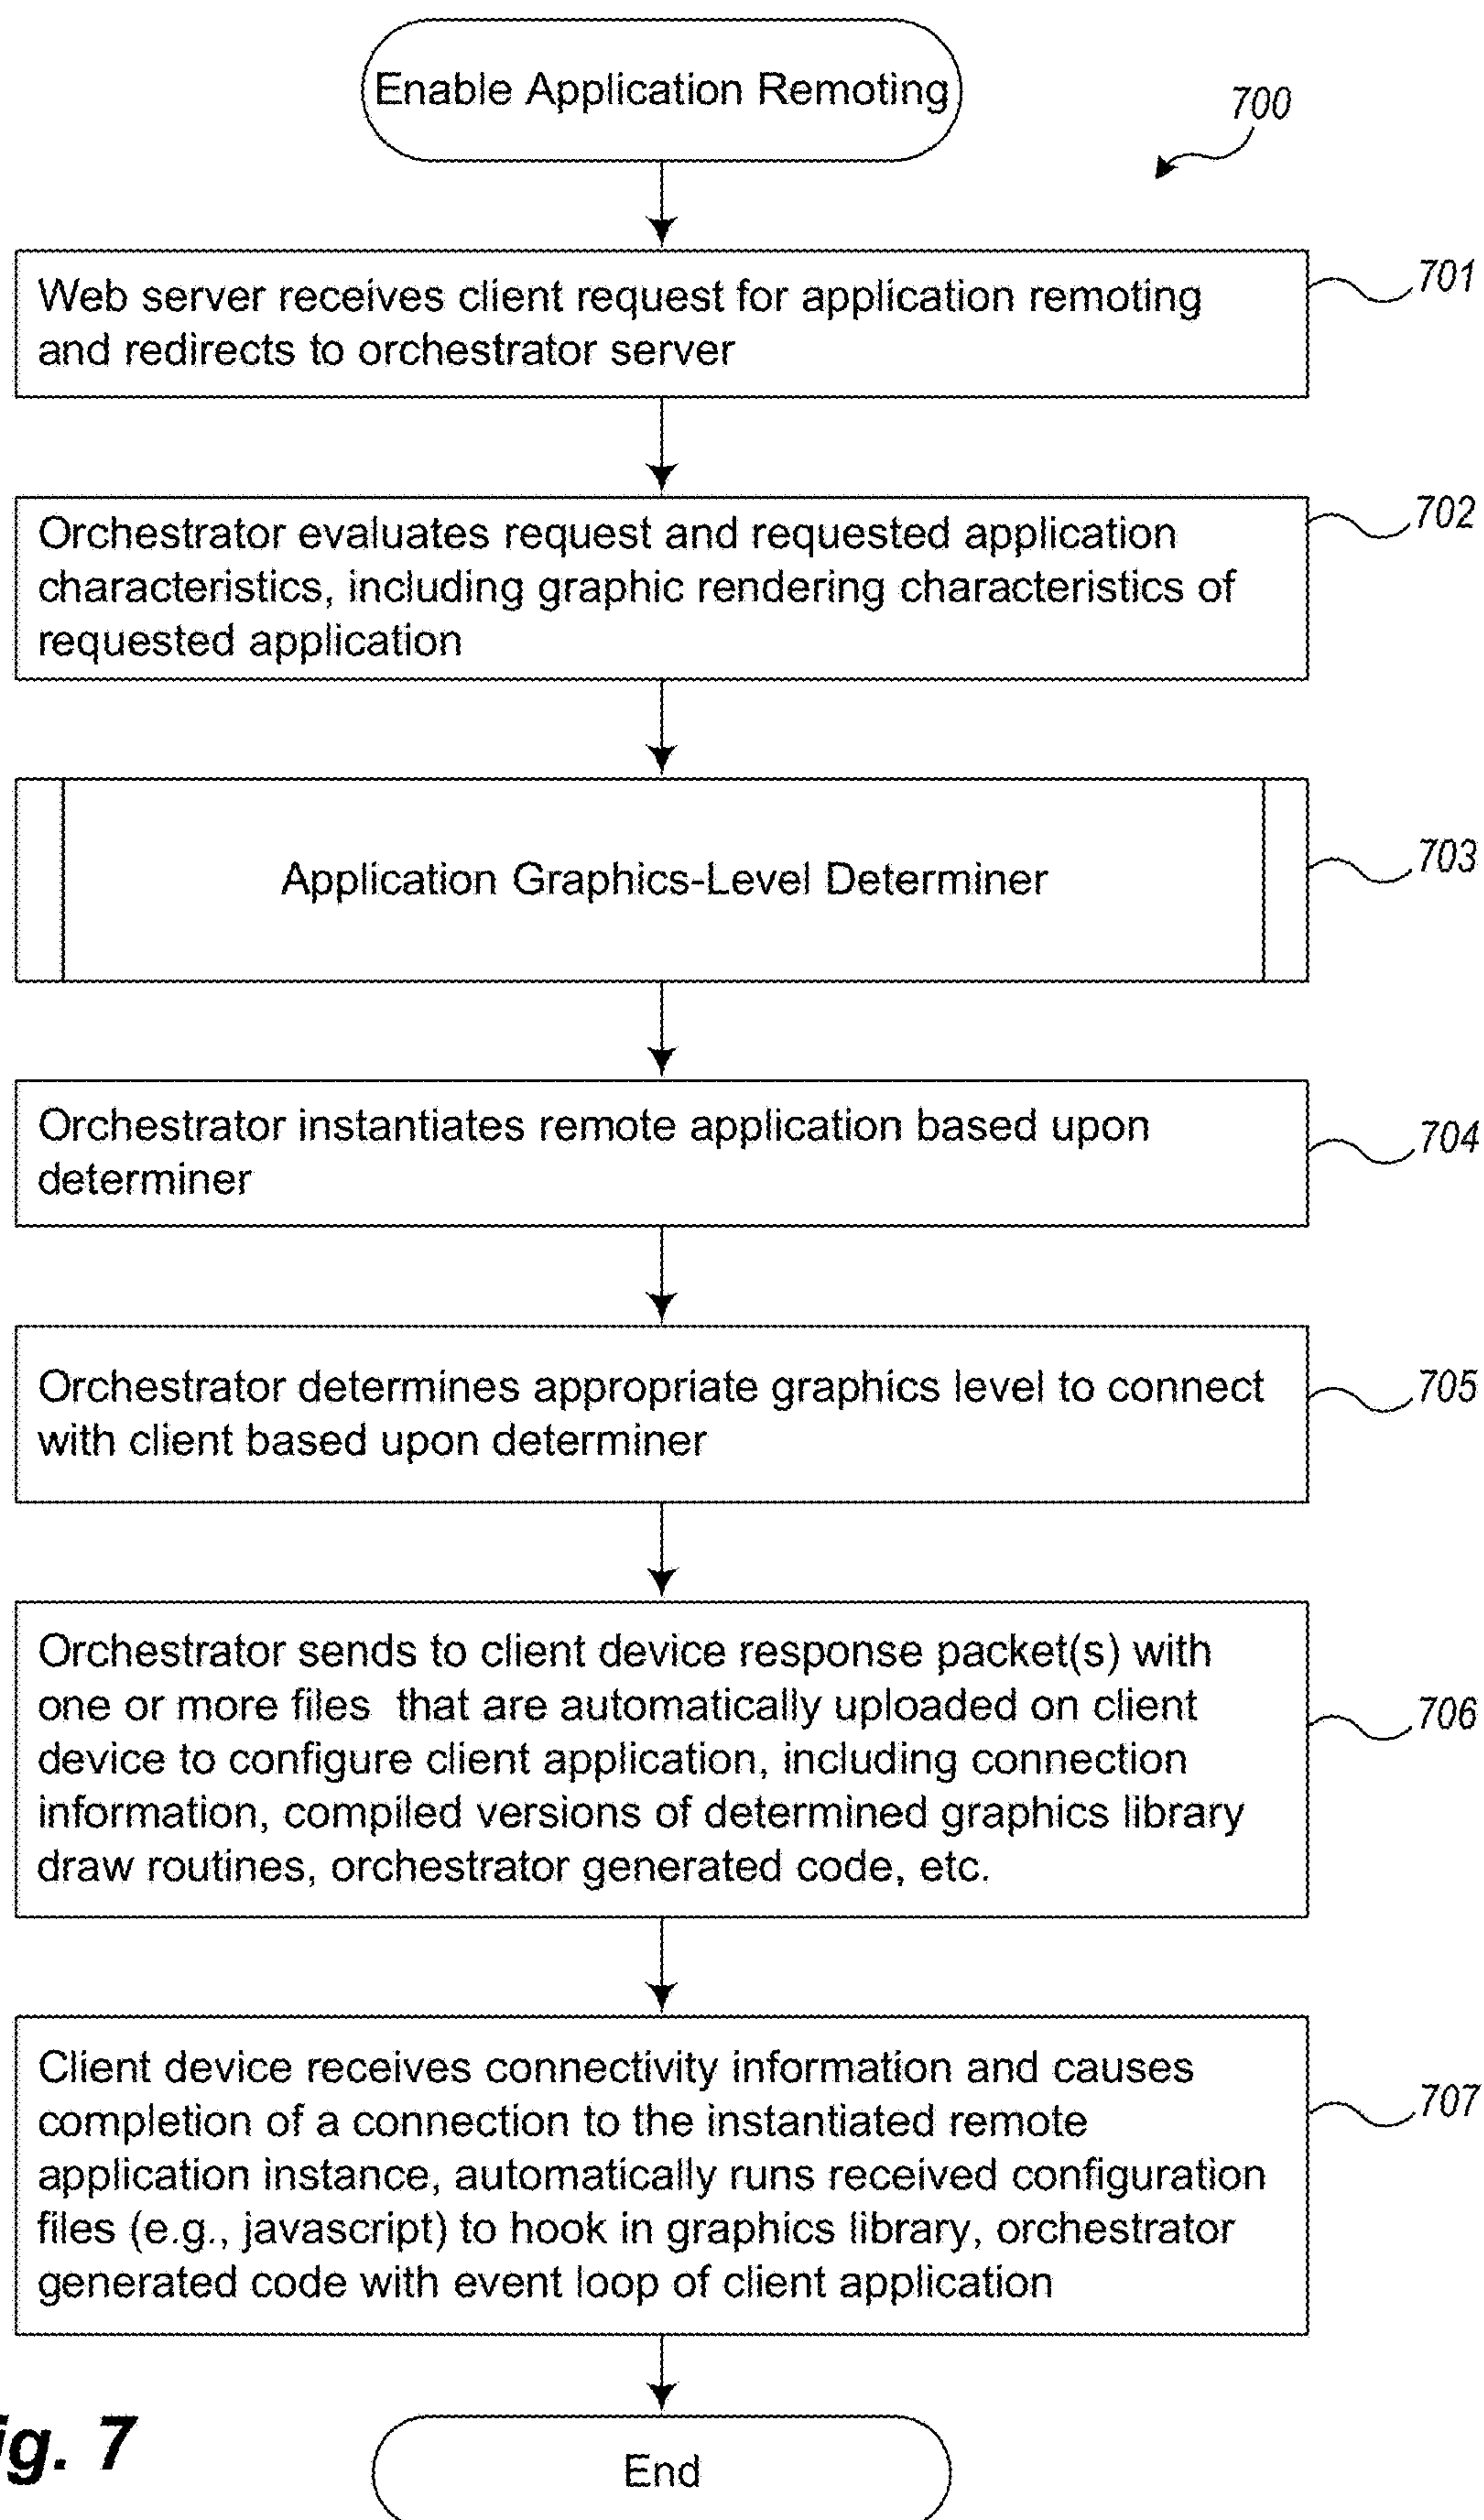 Enable Application Remoting
700
Web server receives client request for application remoting
and redirects to orchestrator server
701
Orchestrator evaluates request and requested application
characteristics, including graphic rendering characteristics of
requested application
702
Application Graphics-Level Determiner
703
Orchestrator instantiates remote application based upon
determiner
704
Orchestrator determines appropriate graphics level to connect
with client based upon determiner
705
Orchestrator sends to client device response packet(s) with
one or more files that are automatically uploaded on client
device to configure client application, including connection
information, compiled versions of determined graphics library
draw routines, orchestrator generated code, etc.
706
Client device receives connectivity information and causes
completion of a connection to the instantiated remote
application instance, automatically runs received configuration
files (e.g., javascript) to hook in graphics library, orchestrator
generated code with event loop of client application
707
ig. 7
End